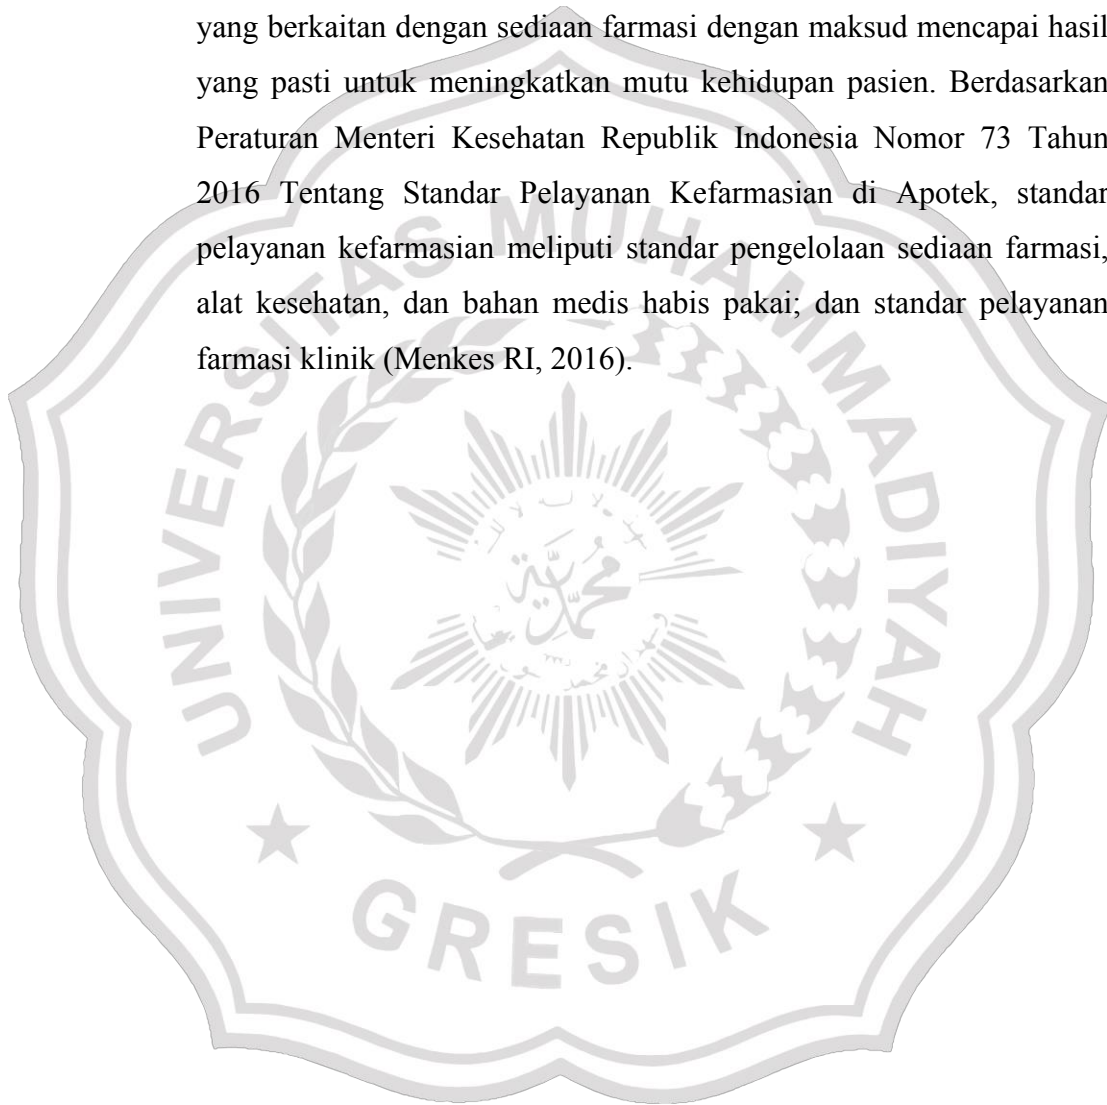 yang berkaitan dengan sediaan farmasi dengan maksud mencapai hasil
yang pasti untuk meningkatkan mutu kehidupan pasien. Berdasarkan
Peraturan Menteri Kesehatan Republik Indonesia Nomor 73 Tahun
2016 Tentang Standar Pelayanan Kefarmasian di Apotek, standar
pelayanan kefarmasian meliputi standar pengelolaan sediaan farmasi,
alat kesehatan, dan bahan medis habis pakai; dan standar pelayanan
farmasi klinik (Menkes RI, 2016).
UNIVERSITAS MUHAMMADIYAH
محمدية
GRESIK